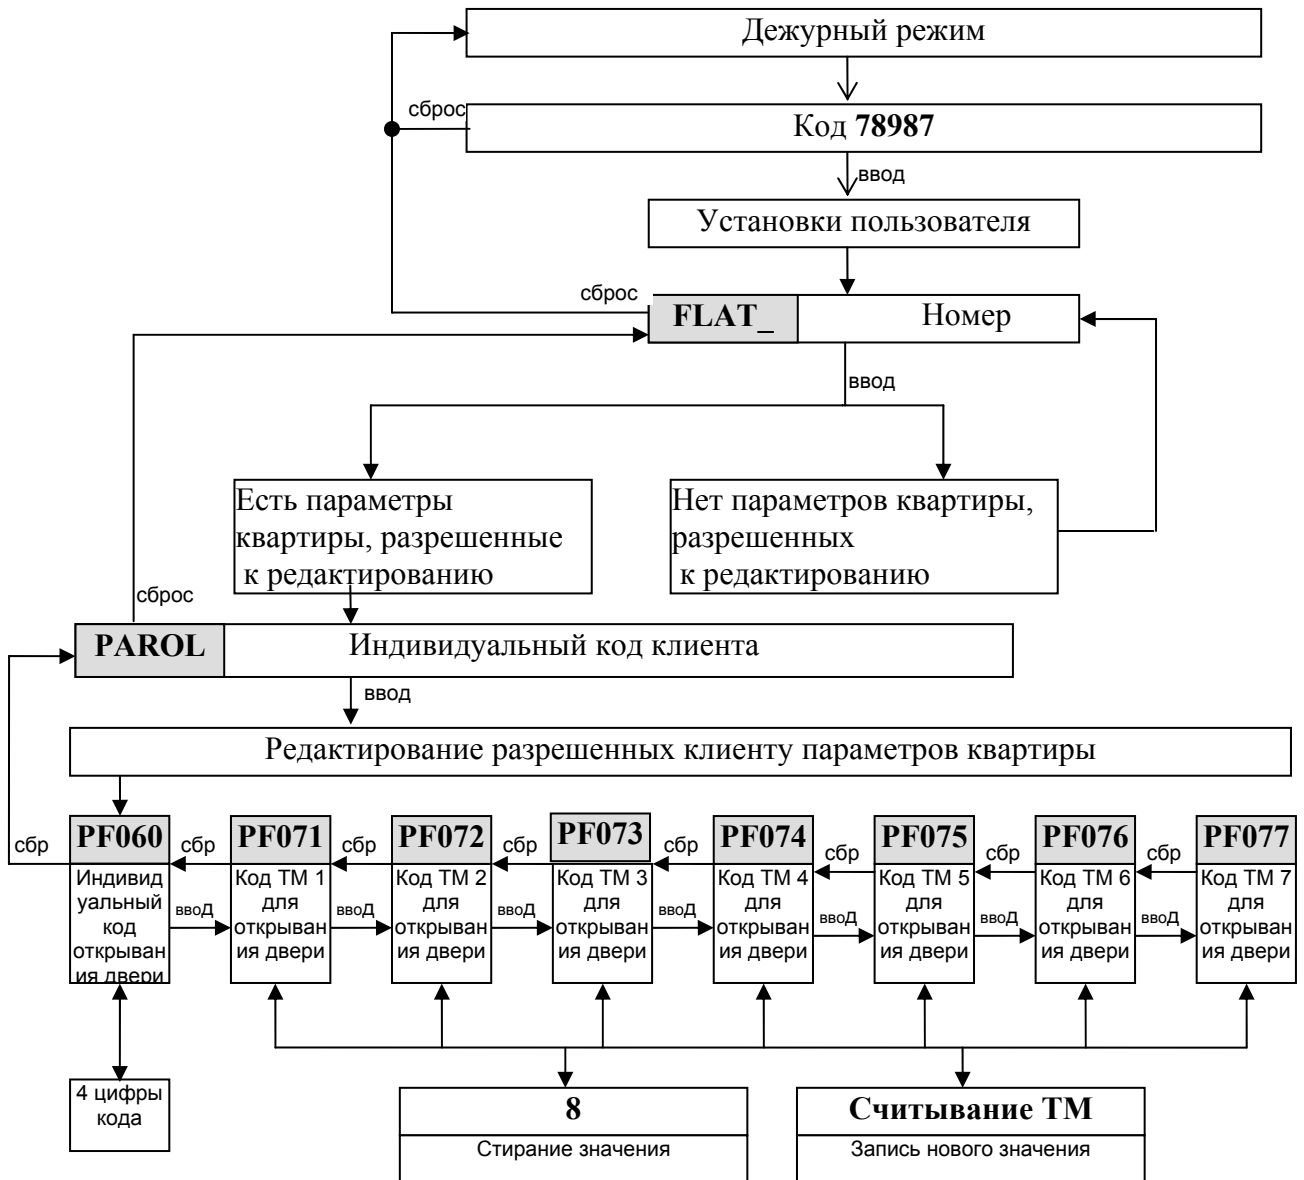 Дежурный режим
сброс
Код 78987
ввод
Установки пользователя
сброс
FLAT_ Номер
ввод
Есть параметры
квартиры, разрешенные
к редактированию
Нет параметров квартиры,
разрешенных
к редактированию
сброс
PAROL Индивидуальный код клиента
ввод
Редактирование разрешенных клиенту параметров квартиры
PF060 PF071 PF072 PF073 PF074 PF075 PF076 PF077
сбр сбр сбр сбр сбр сбр сбр сбр
Индивид
уальный
код
открыван
ия двери
Код ТМ 1
для
открыван
ия двери
Код ТМ 2
для
открыван
ия двери
Код ТМ 3
для
открыван
ия двери
Код ТМ 4
для
открыван
ия двери
Код ТМ 5
для
открыван
ия двери
Код ТМ 6
для
открыван
ия двери
Код ТМ 7
для
открыван
ия двери
ввод ввод ввод ввод ввод ввод ввод
4 цифры
кода
8
Стирание значения
Считывание ТМ
Запись нового значения